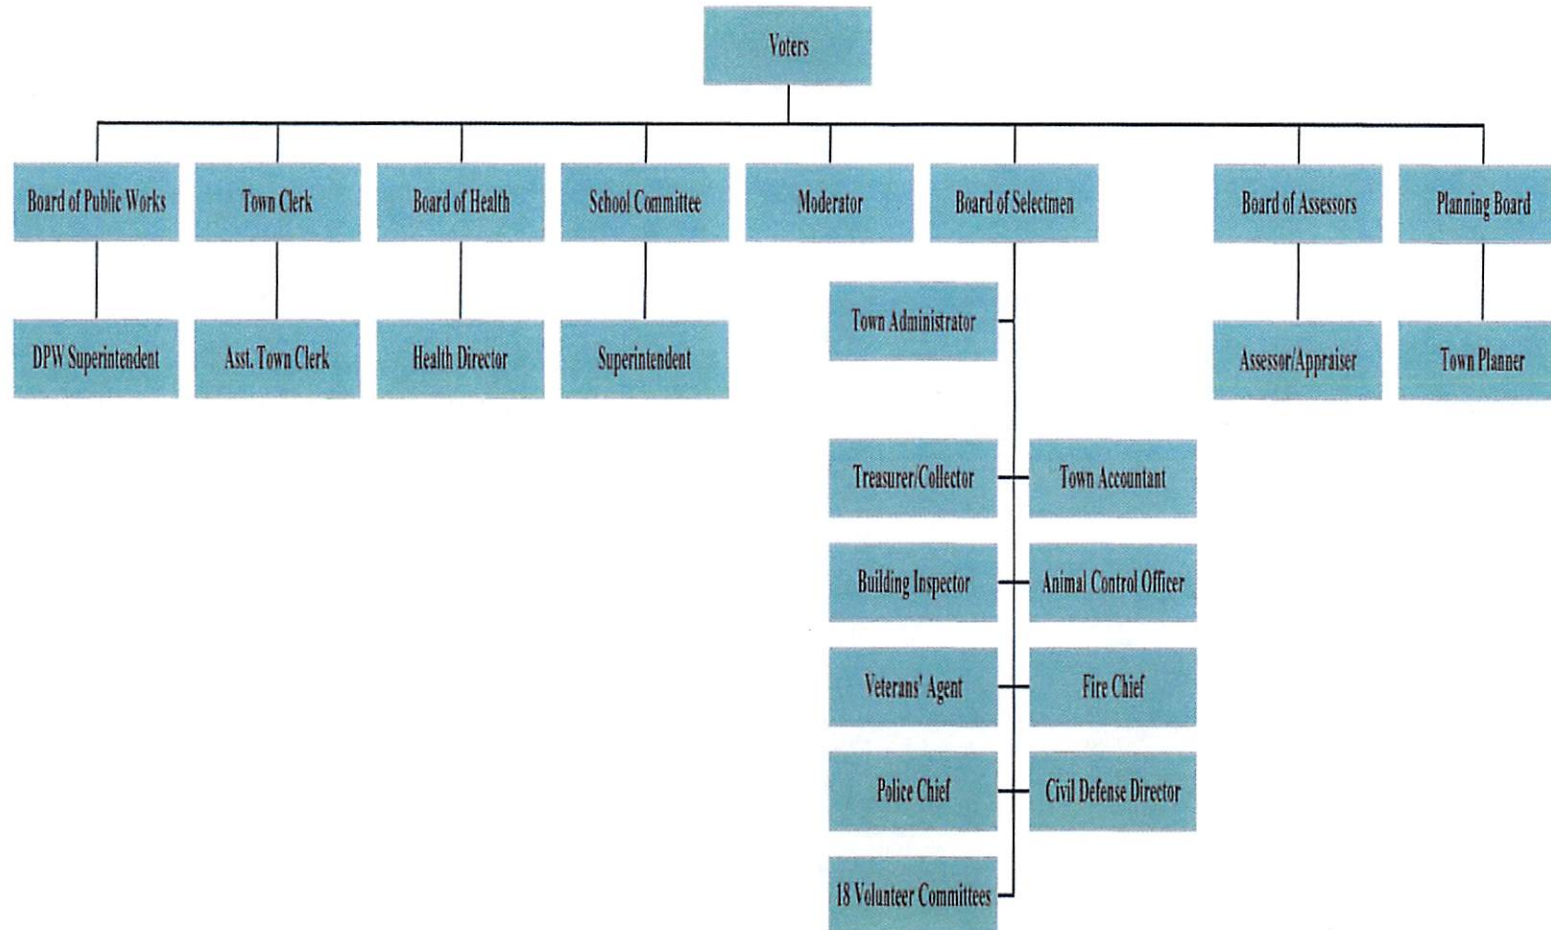 Voters
Board of Public Works
Town Clerk
Board of Health
School Committee
Moderator
Board of Selectmen
Board of Assessors
Planning Board
DPW Superintendent
Asst. Town Clerk
Health Director
Superintendent
Town Administrator
Assessor/Appraiser
Town Planner
Treasurer/Collector
Town Accountant
Building Inspector
Animal Control Officer
Veterans' Agent
Fire Chief
Police Chief
Civil Defense Director
18 Volunteer Committees